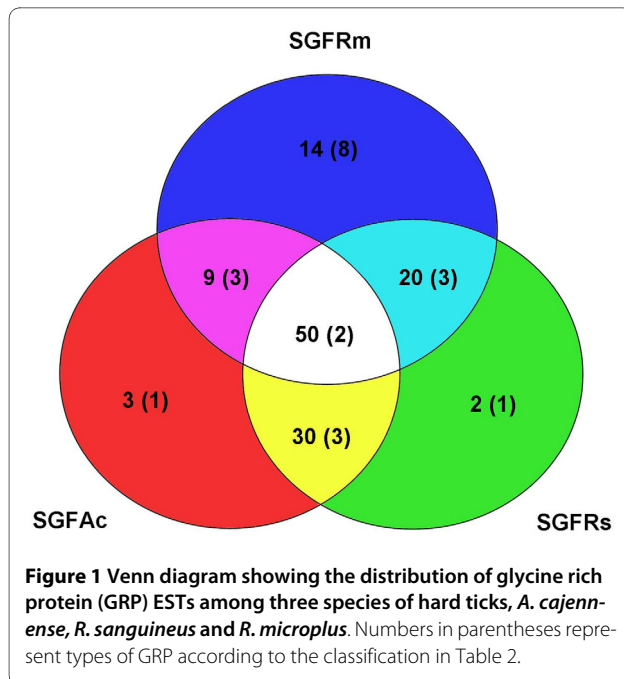 SGFRm
14 (8)
9 (3)
20 (3)
50 (2)
3 (1)
2 (1)
30 (3)
SGFAc
SGFRs
Figure 1 Venn diagram showing the distribution of glycine rich
protein (GRP) ESTs among three species of hard ticks, A. cajenn-
ense, R. sanguineus and R. microplus. Numbers in parentheses repre-
sent types of GRP according to the classification in Table 2.